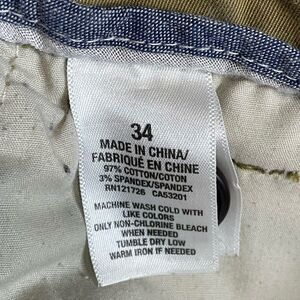 34
MADE IN CHINA/
FABRIQUÉ EN CHINE
97% COTTON/COTON
3% SPANDEX/SPANDEX
RN121726 CA53201
MACHINE WASH COLD WITH
LIKE COLORS
ONLY NON-CHLORINE BLEACH
WHEN NEEDED
TUMBLE DRY LOW
WARM IRON IF NEEDED